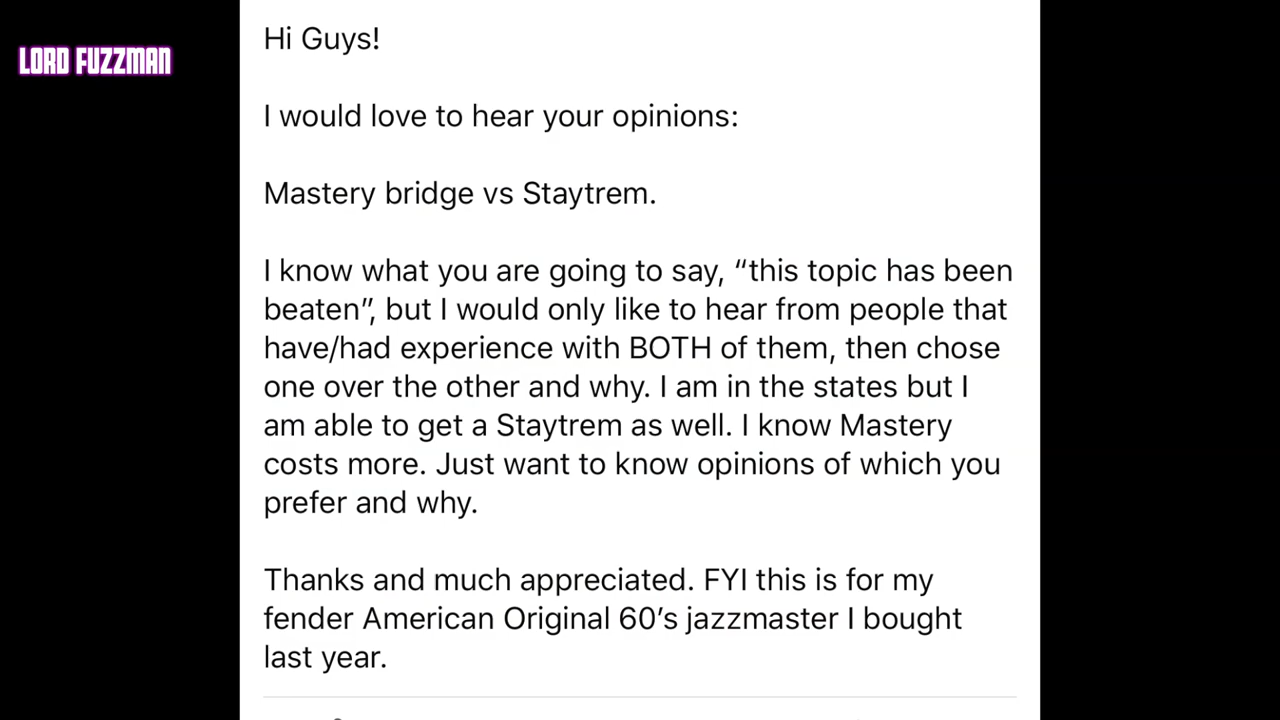 LORD FUZZMAN
Hi Guys!
I would love to hear your opinions:
Mastery bridge vs Staytrem.
I know what you are going to say, “this topic has been
beaten”, but I would only like to hear from people that
have/had experience with BOTH of them, then chose
one over the other and why. I am in the states but I
am able to get a Staytrem as well. I know Mastery
costs more. Just want to know opinions of which you
prefer and why.
Thanks and much appreciated. FYI this is for my
fender American Original 60’s jazzmaster I bought
last year.